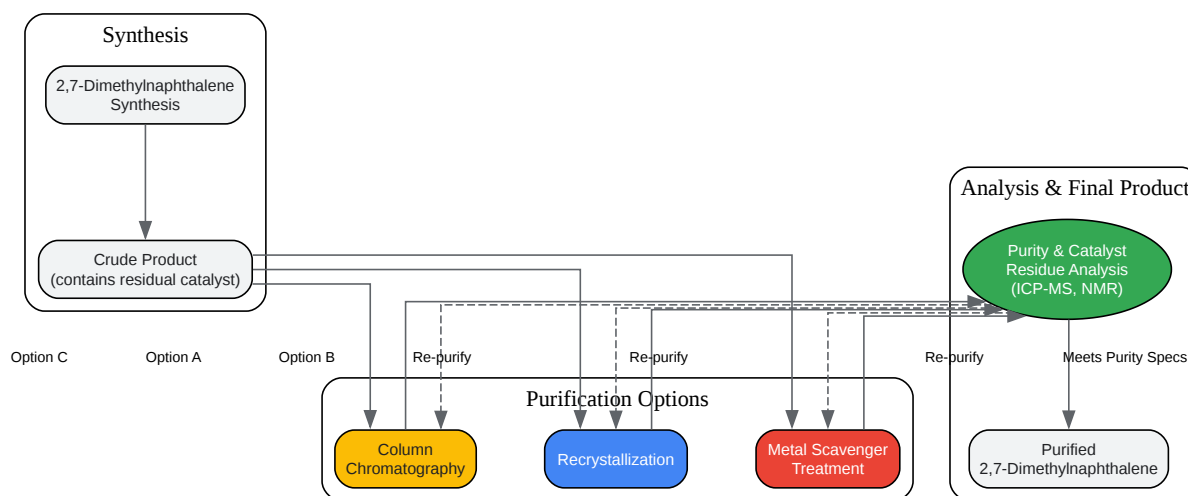 Synthesis
2,7-Dimethylnaphthalene
Synthesis
Crude Product
(contains residual catalyst)
Analysis & Final Product
Purity & Catalyst
Residue Analysis
(ICP-MS, NMR)
Option C
Option A
Option B
Re-purify
Re-purify
Re-purify
Meets Purity Specs
Purification Options
Column
Chromatography
Recrystallization
Metal Scavenger
Treatment
Purified
2,7-Dimethylnaphthalene